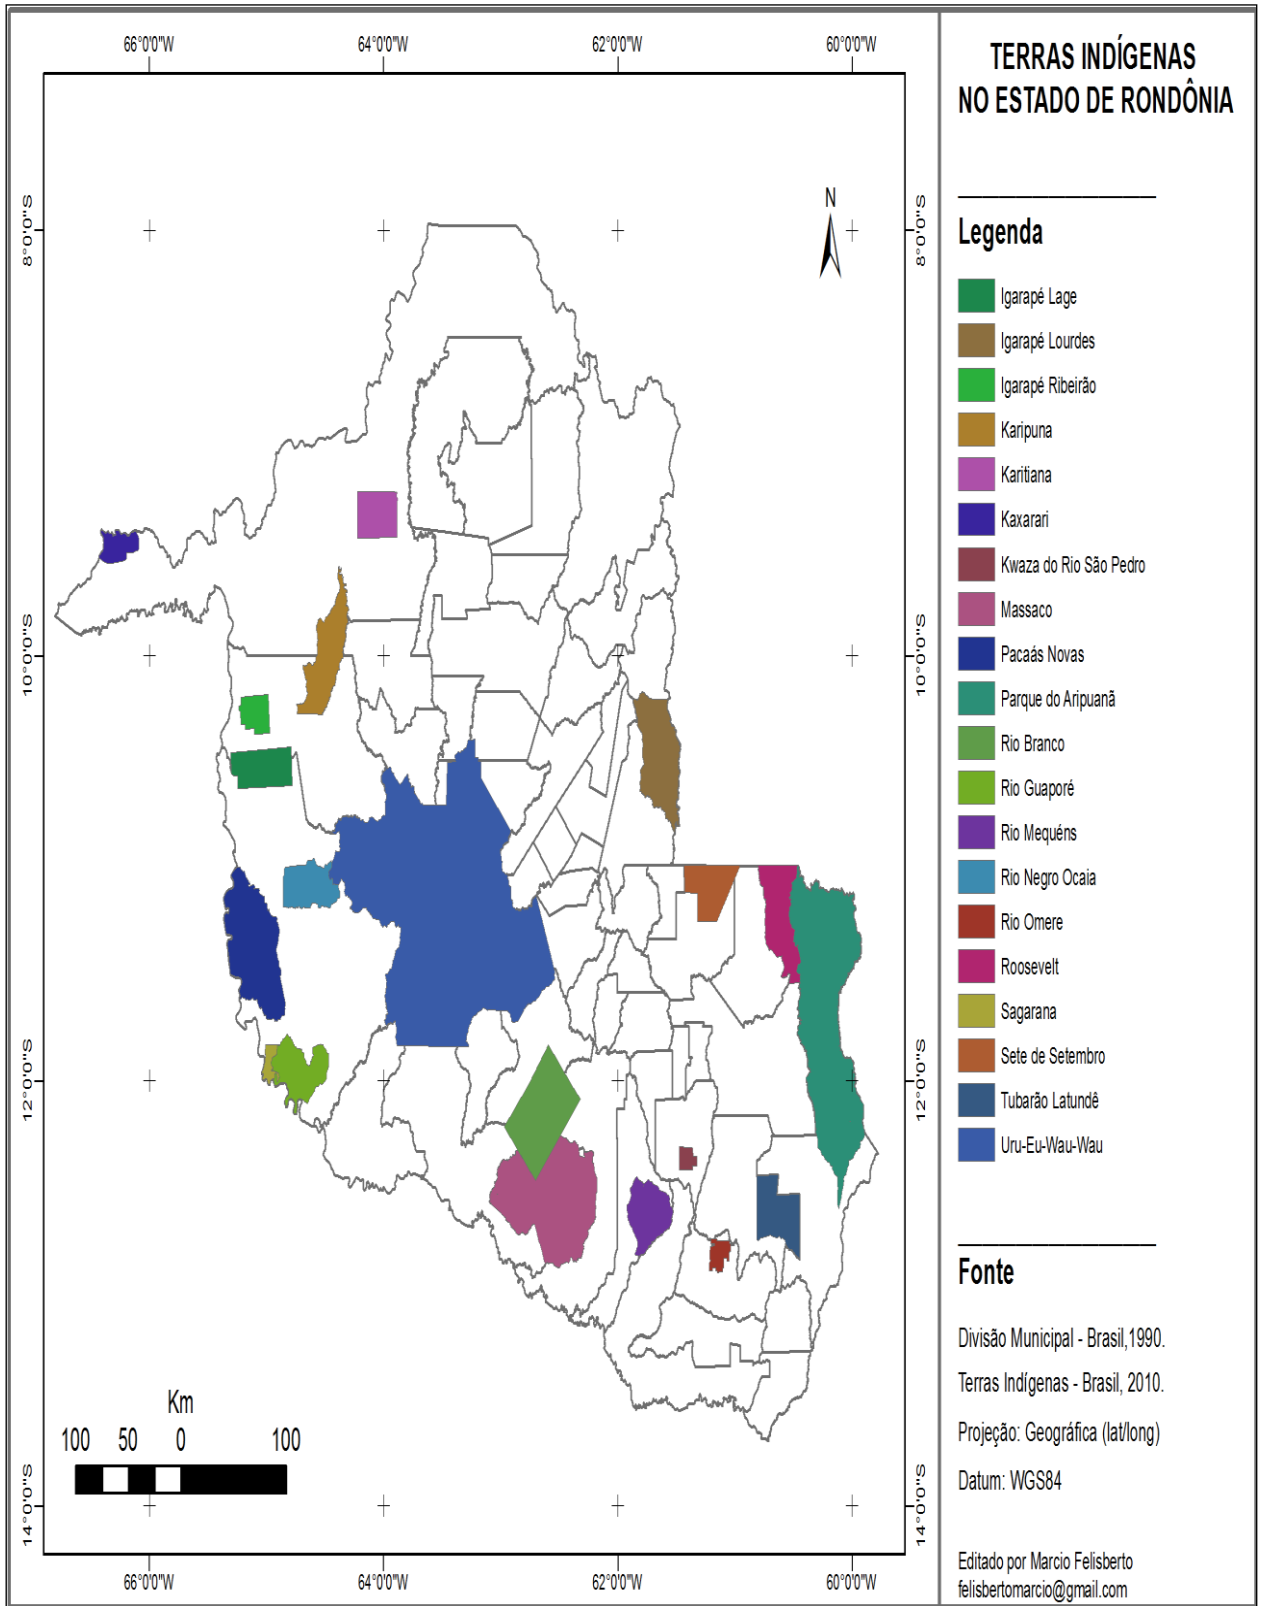 66°0'0"W 64°0'0"W 62°0'0"W 60°0'0"W
8°0'0"S 8°0'0"S
10°0'0"S 10°0'0"S
12°0'0"S 12°0'0"S
14°0'0"S 14°0'0"S
N
Km
100 50 0 100
66°0'0"W 64°0'0"W 62°0'0"W 60°0'0"W
TERRAS INDÍGENAS
NO ESTADO DE RONDÔNIA
Legenda
Igarapé Lage
Igarapé Lourdes
Igarapé Ribeirão
Karipuna
Karitiana
Kaxarari
Kwaza do Rio São Pedro
Massaco
Pacaás Novas
Parque do Aripuanã
Rio Branco
Rio Guaporé
Rio Mequéns
Rio Negro Ocaia
Rio Omere
Roosevelt
Sagarana
Sete de Setembro
Tubarão Latundê
Uru-Eu-Wau-Wau
Fonte
Divisão Municipal - Brasil,1990.
Terras Indígenas - Brasil, 2010.
Projeção: Geográfica (lat/long)
Datum: WGS84
Editado por Marcio Felisberto
felisbertomarcio@gmail.com